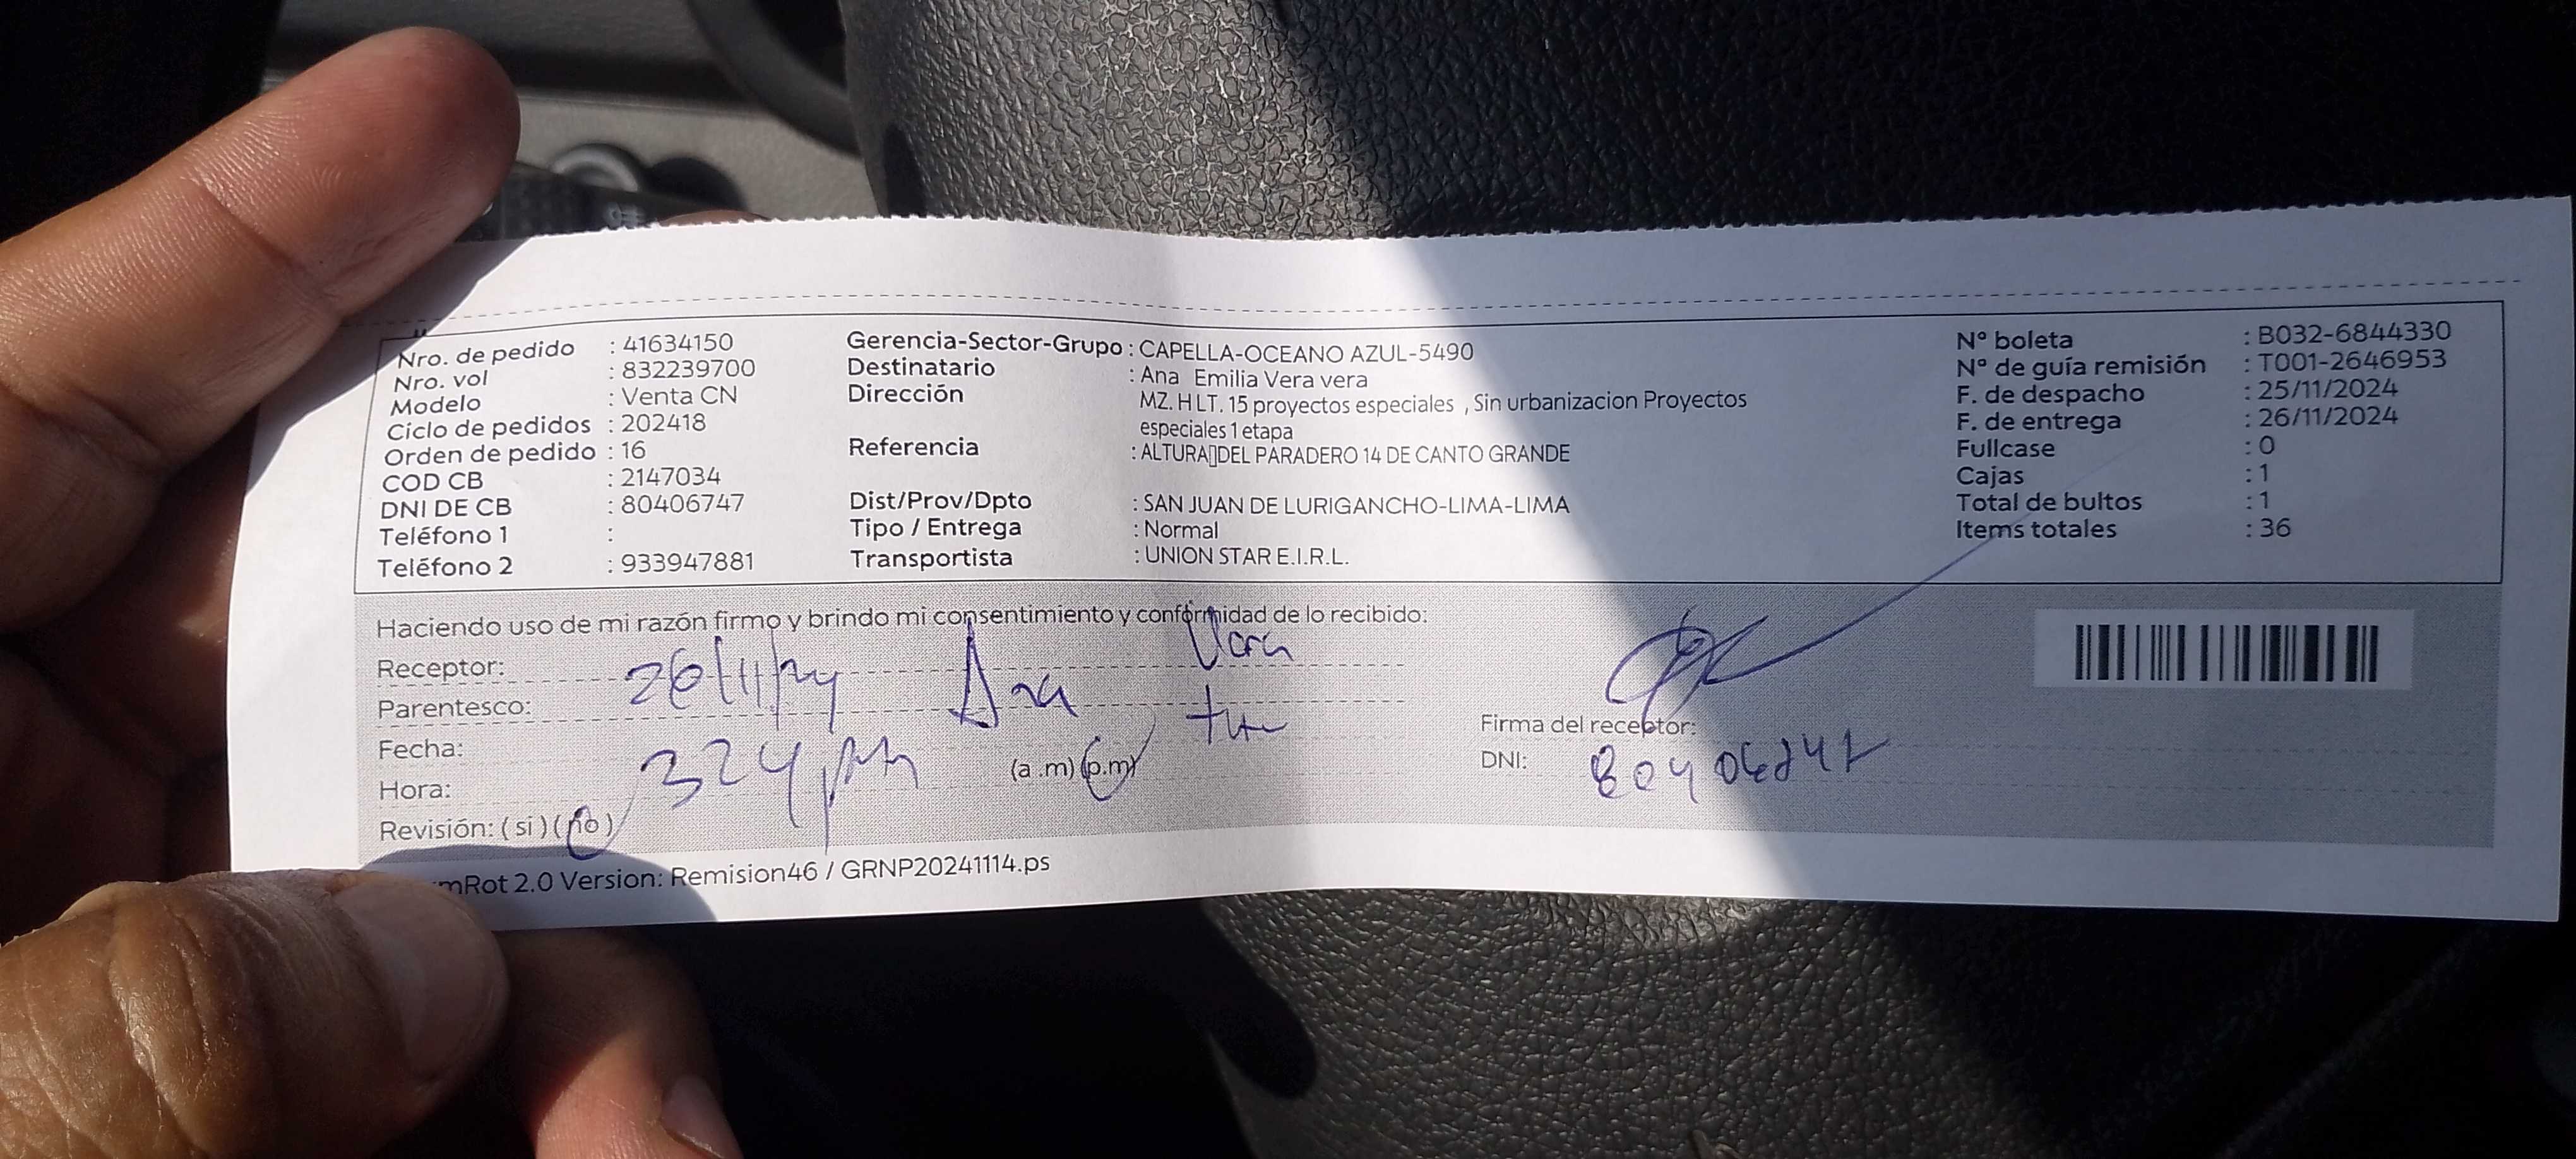 Nro. de pedido : 41634150
Nro. vol : 832239700
Modelo : Venta CN
Ciclo de pedidos : 202418
Orden de pedido : 16
COD CB : 2147034
DNI DE CB : 80406747
Teléfono 1 :
Teléfono 2 : 933947881
Gerencia-Sector-Grupo : CAPELLA-OCEANO AZUL-5490
Destinatario : Ana Emilia Vera vera
Dirección MZ. H LT. 15 proyectos especiales , Sin urbanizacion Proyectos
especiales 1 etapa
Referencia : ALTURA▯DEL PARADERO 14 DE CANTO GRANDE
Dist/Prov/Dpto : SAN JUAN DE LURIGANCHO-LIMA-LIMA
Tipo / Entrega : Normal
Transportista : UNION STAR E.I.R.L.
Nº boleta : B032-6844330
Nº de guía remisión : T001-2646953
F. de despacho : 25/11/2024
F. de entrega : 26/11/2024
Fullcase : 0
Cajas : 1
Total de bultos : 1
Items totales : 36
Haciendo uso de mi razón firmo y brindo mi consentimiento y conformidad de lo recibido:
Receptor: Ana Vera
Parentesco:
Fecha: 26/11/24
Hora: 324 pm (a .m) (p.m)
Revisión: ( si ) ( no )
Firma del receptor:
DNI: 80406747
mRot 2.0 Version: Remision46 / GRNP20241114.ps